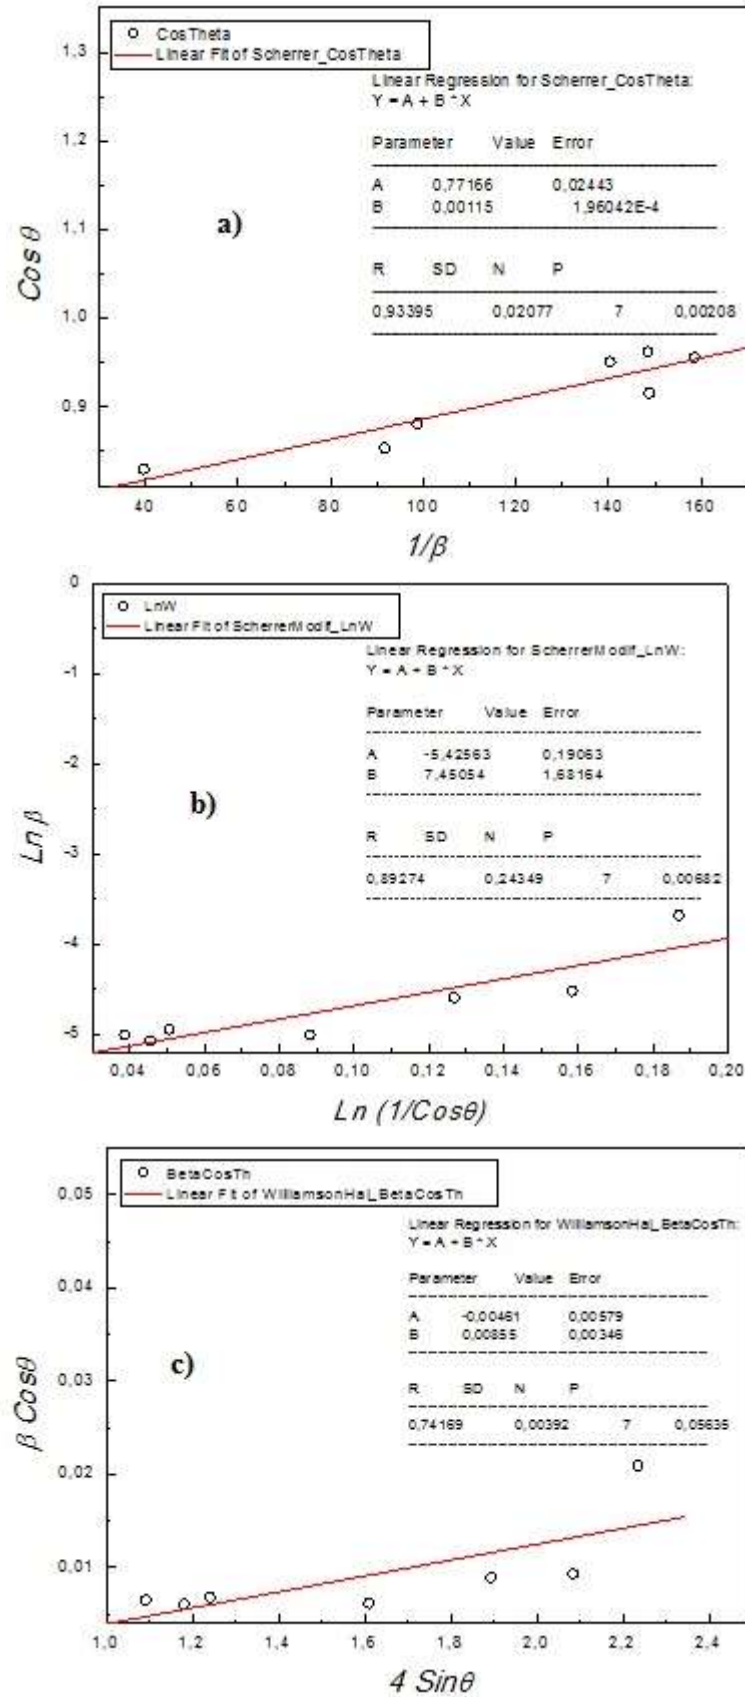 CosTheta
Linear Fit of Scherrer_CosTheta
Linear Regression for Scherrer_CosTheta:
Y = A + B * X
Parameter Value Error
A 0,77166 0,02443
B 0,00115 1,96042E-4
R SD N P
0,93395 0,02077 7 0,00208
a)
Cos θ
1,3
1,2
1,1
1,0
0,9
40 60 80 100 120 140 160
1/β
LnW
Linear Fit of ScherrerModif_LnW
Linear Regression for ScherrerModif_LnW:
Y = A + B * X
Parameter Value Error
A -5,42563 0,19063
B 7,45054 1,68164
R SD N P
0,89274 0,24349 7 0,00682
b)
Ln β
0
-1
-2
-3
-4
-5
0,04 0,06 0,08 0,10 0,12 0,14 0,16 0,18 0,20
Ln (1/Cosθ)
BetaCosTh
Linear Fit of WilliamsonHal_BetaCosTh
Linear Regression for WilliamsonHal_BetaCosTh:
Y = A + B * X
Parameter Value Error
A -0,00461 0,00579
B 0,00855 0,00346
R SD N P
0,74169 0,00392 7 0,05635
c)
β Cosθ
0,05
0,04
0,03
0,02
0,01
1,0 1,2 1,4 1,6 1,8 2,0 2,2 2,4
4 Sinθ